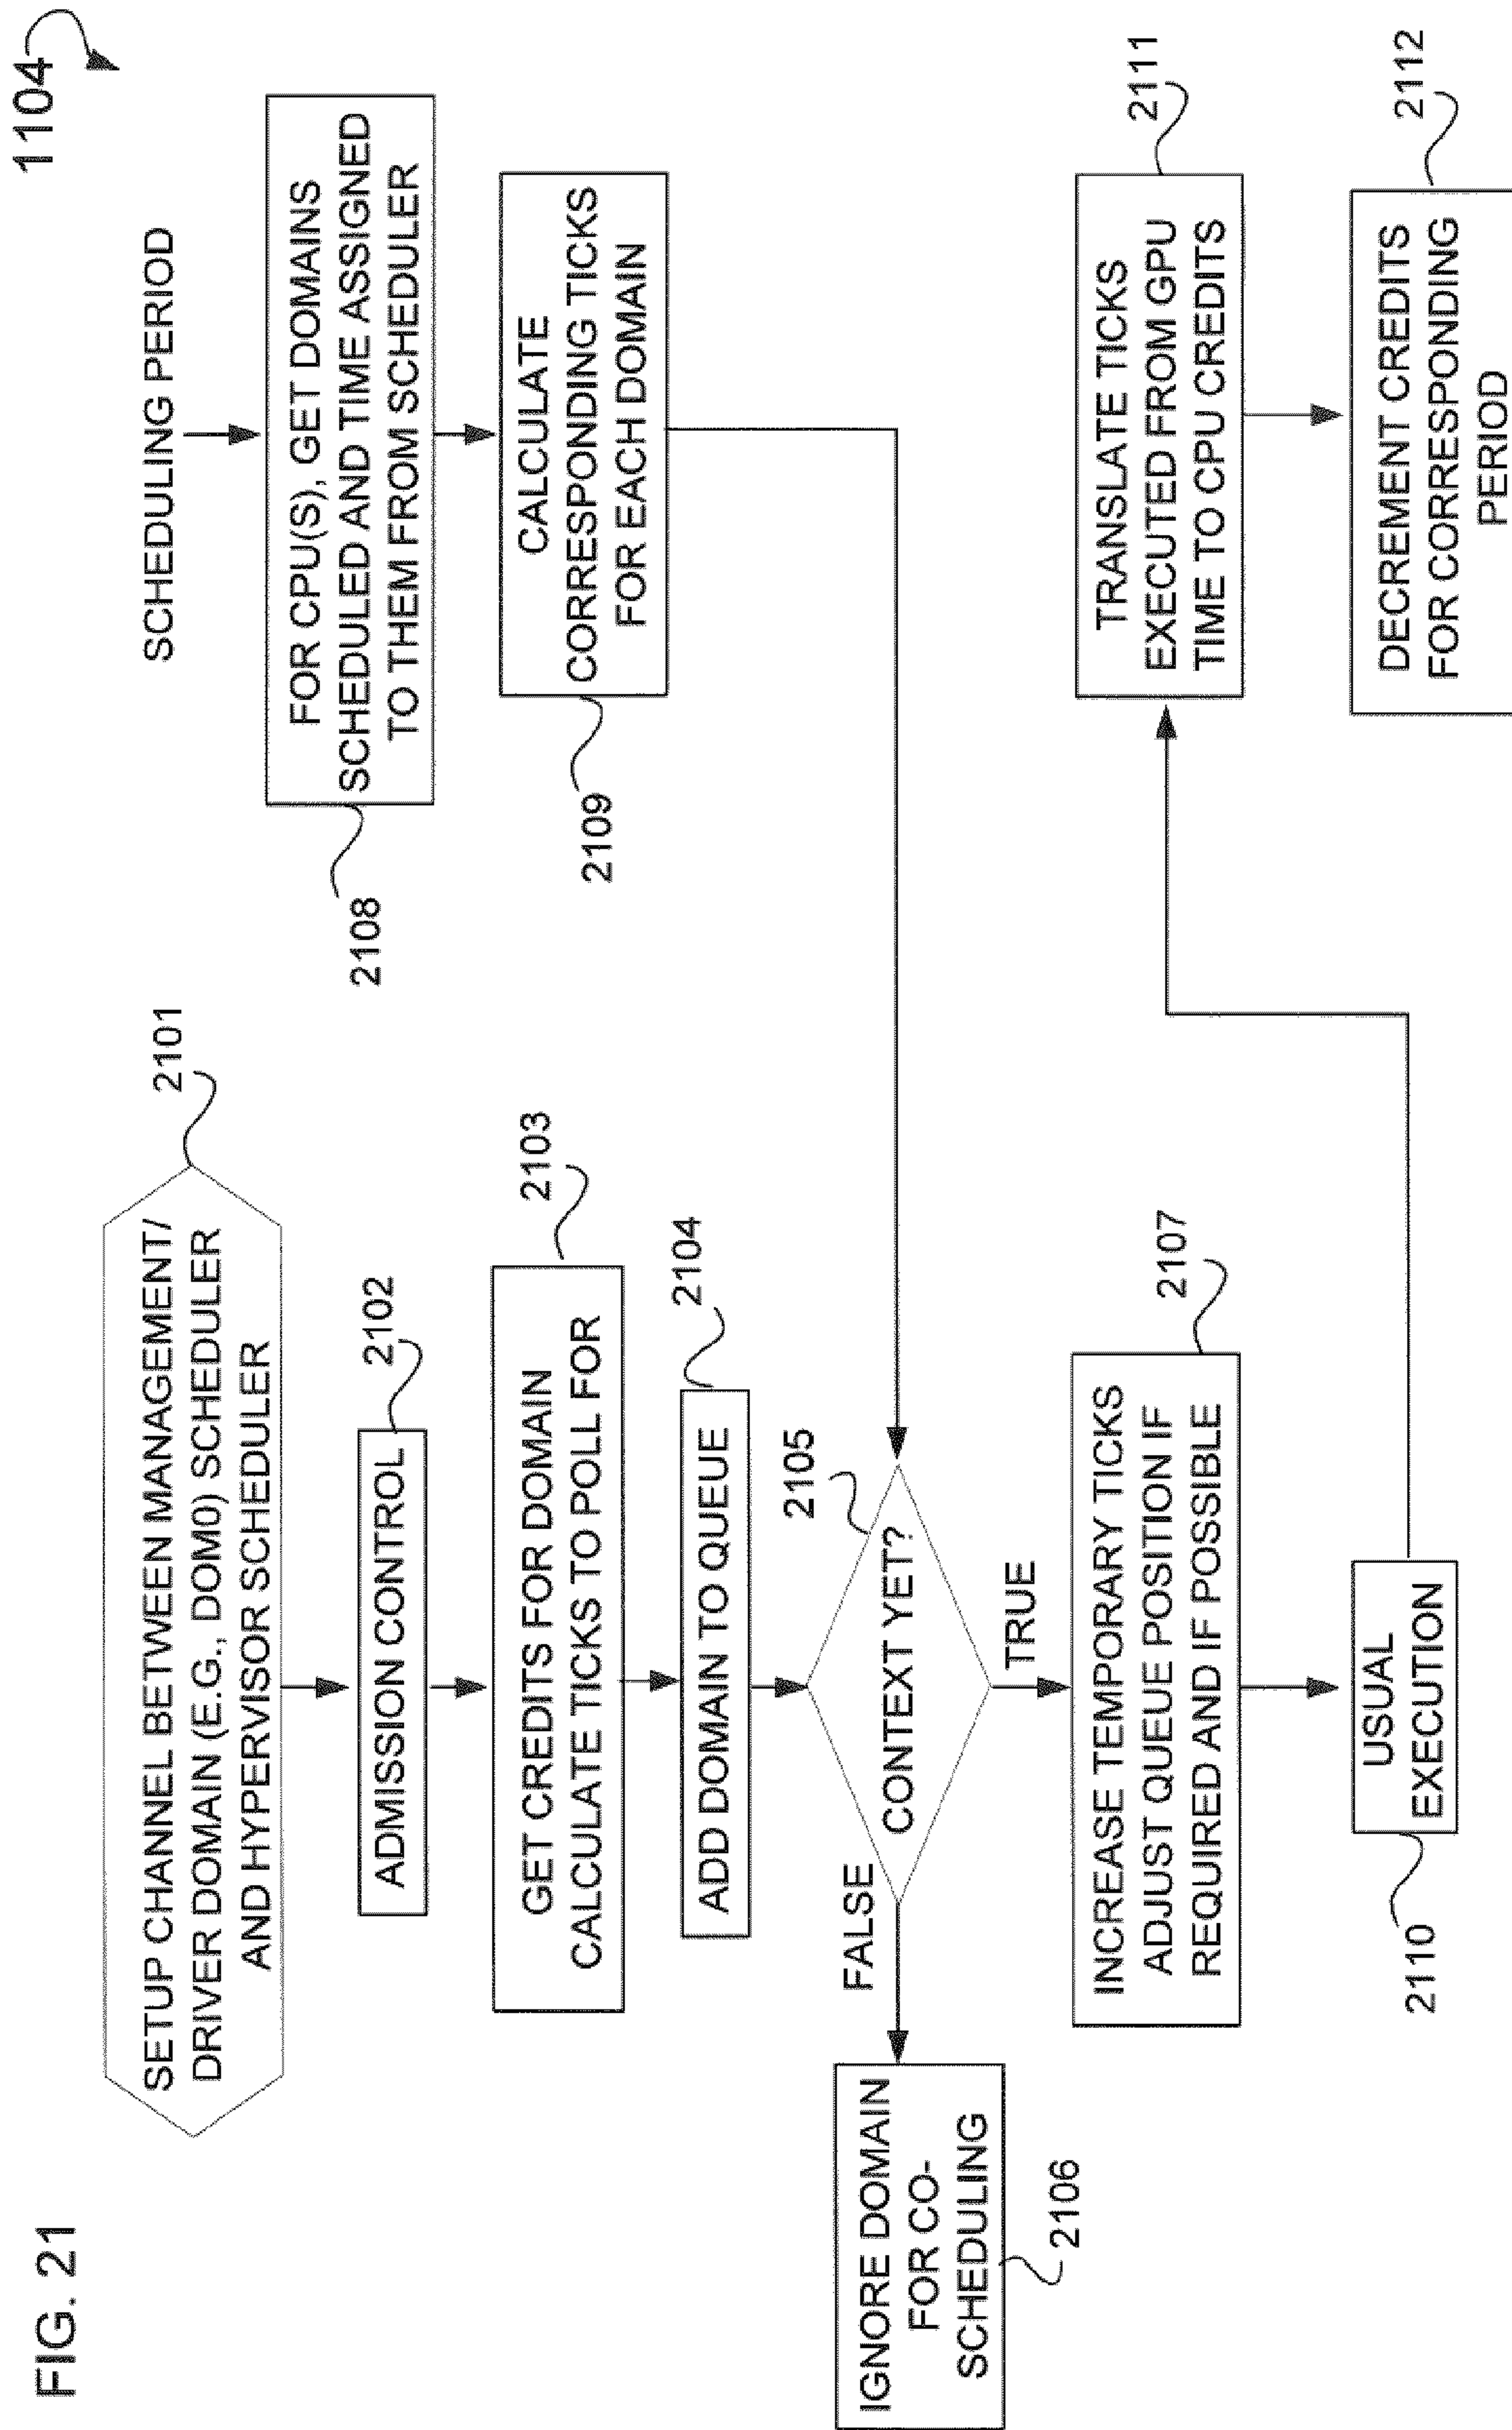 FIG. 21
1104
SETUP CHANNEL BETWEEN MANAGEMENT/
DRIVER DOMAIN (E.G., DOM0) SCHEDULER
AND HYPERVISOR SCHEDULER
2101
ADMISSION CONTROL
2102
GET CREDITS FOR DOMAIN
CALCULATE TICKS TO POLL FOR
2103
ADD DOMAIN TO QUEUE
2104
CONTEXT YET?
2105
FALSE
TRUE
IGNORE DOMAIN
FOR CO-
SCHEDULING
2106
INCREASE TEMPORARY TICKS
ADJUST QUEUE POSITION IF
REQUIRED AND IF POSSIBLE
2107
USUAL
EXECUTION
2110
SCHEDULING PERIOD
FOR CPU(S), GET DOMAINS
SCHEDULED AND TIME ASSIGNED
TO THEM FROM SCHEDULER
2108
CALCULATE
CORRESPONDING TICKS
FOR EACH DOMAIN
2109
TRANSLATE TICKS
EXECUTED FROM GPU
TIME TO CPU CREDITS
2111
DECREMENT CREDITS
FOR CORRESPONDING
PERIOD
2112